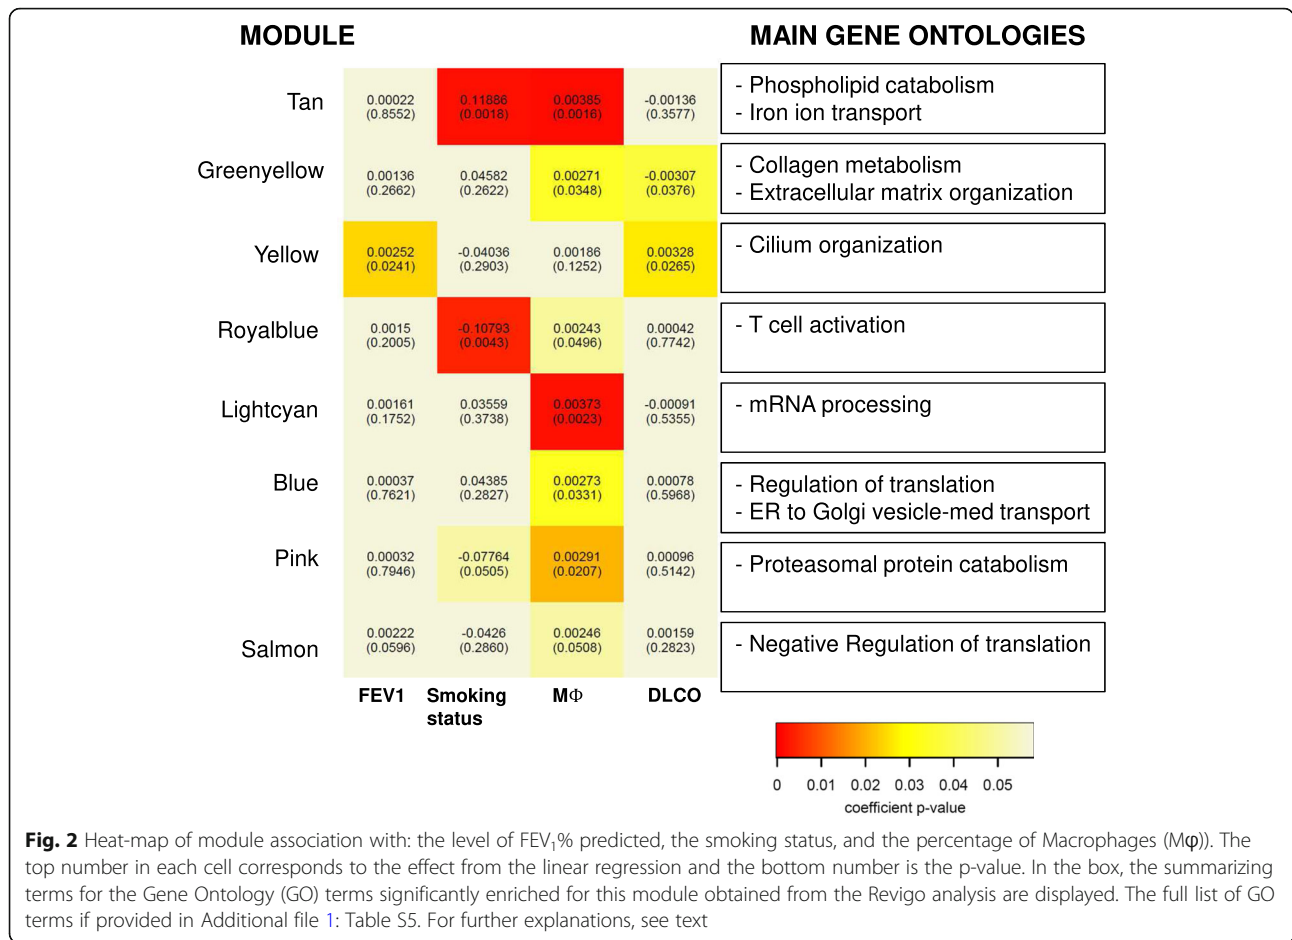 MODULE
MAIN GENE ONTOLOGIES
Tan
0.00022 0.11886 0.00385 -0.00136
(0.8552) (0.0018) (0.0016) (0.3577)
- Phospholipid catabolism
- Iron ion transport
Greenyellow
0.00136 0.04582 0.00271 -0.00307
(0.2662) (0.2622) (0.0348) (0.0376)
- Collagen metabolism
- Extracellular matrix organization
Yellow
0.00252 -0.04036 0.00186 0.00328
(0.0241) (0.2903) (0.1252) (0.0265)
- Cilium organization
Royalblue
0.0015 -0.10793 0.00243 0.00042
(0.2005) (0.0043) (0.0496) (0.7742)
- T cell activation
Lightcyan
0.00161 0.03559 0.00373 -0.00091
(0.1752) (0.3738) (0.0023) (0.5355)
- mRNA processing
Blue
0.00037 0.04385 0.00273 0.00078
(0.7621) (0.2827) (0.0331) (0.5968)
- Regulation of translation
- ER to Golgi vesicle-med transport
Pink
0.00032 -0.07764 0.00291 0.00096
(0.7946) (0.0505) (0.0207) (0.5142)
- Proteasomal protein catabolism
Salmon
0.00222 -0.0426 0.00246 0.00159
(0.0596) (0.2860) (0.0508) (0.2823)
- Negative Regulation of translation
FEV1 Smoking MΦ DLCO
status
0 0.01 0.02 0.03 0.04 0.05
coefficient p-value
Fig. 2 Heat-map of module association with: the level of FEV₁% predicted, the smoking status, and the percentage of Macrophages (Mφ)). The
top number in each cell corresponds to the effect from the linear regression and the bottom number is the p-value. In the box, the summarizing
terms for the Gene Ontology (GO) terms significantly enriched for this module obtained from the Revigo analysis are displayed. The full list of GO
terms if provided in Additional file 1: Table S5. For further explanations, see text